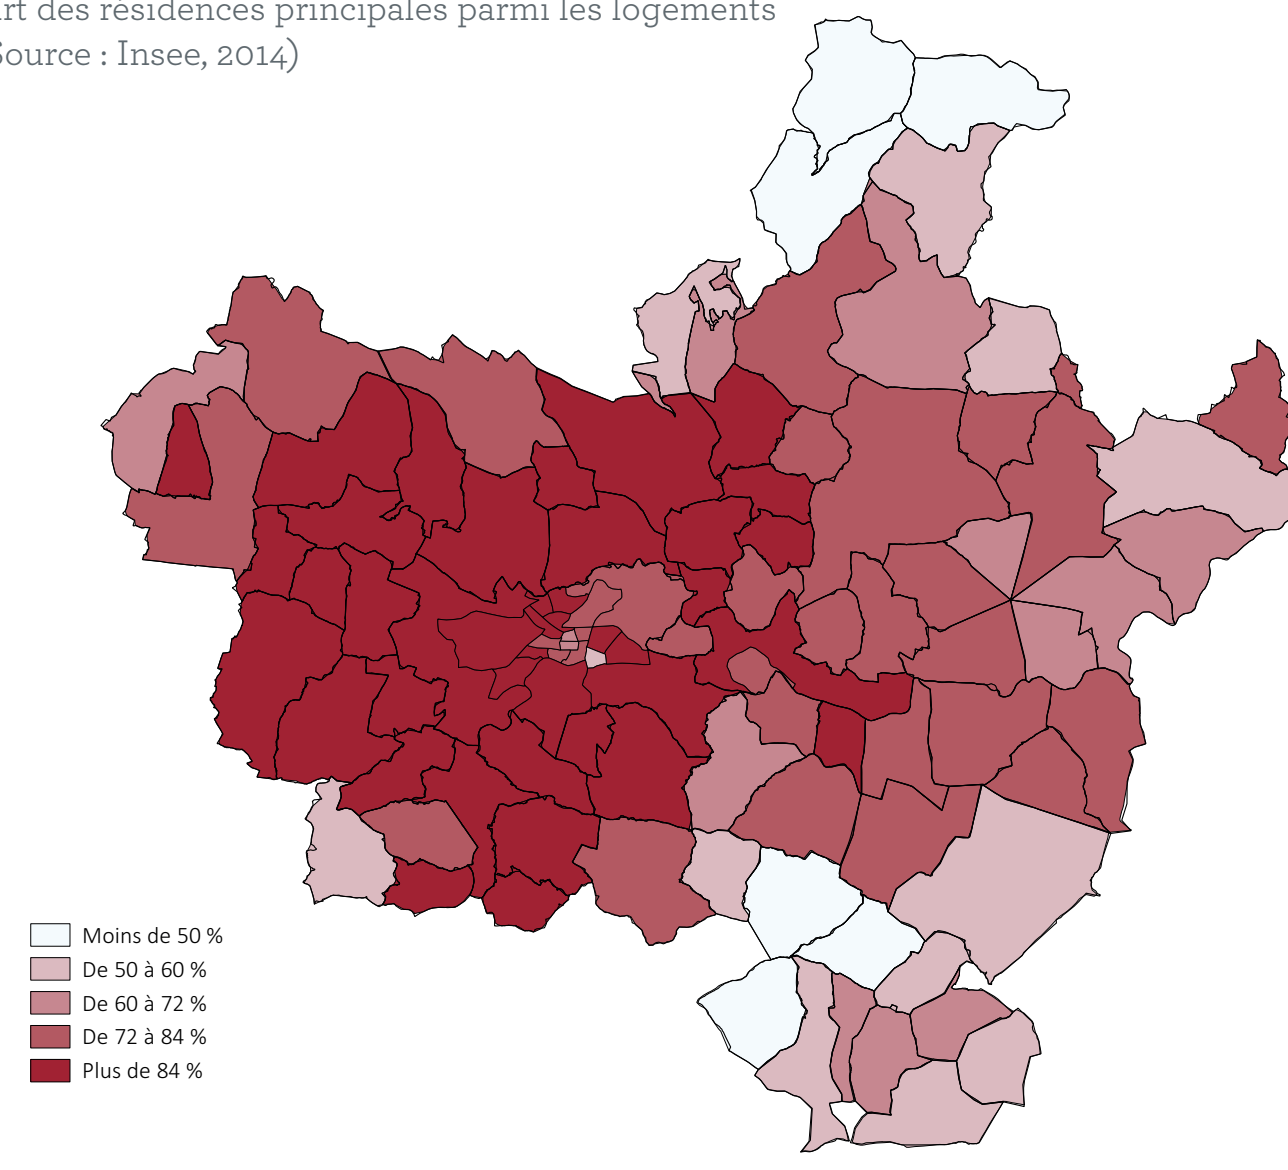 art des résidences principales parmi les logements
Source : Insee, 2014)
Moins de 50 %
De 50 à 60 %
De 60 à 72 %
De 72 à 84 %
Plus de 84 %